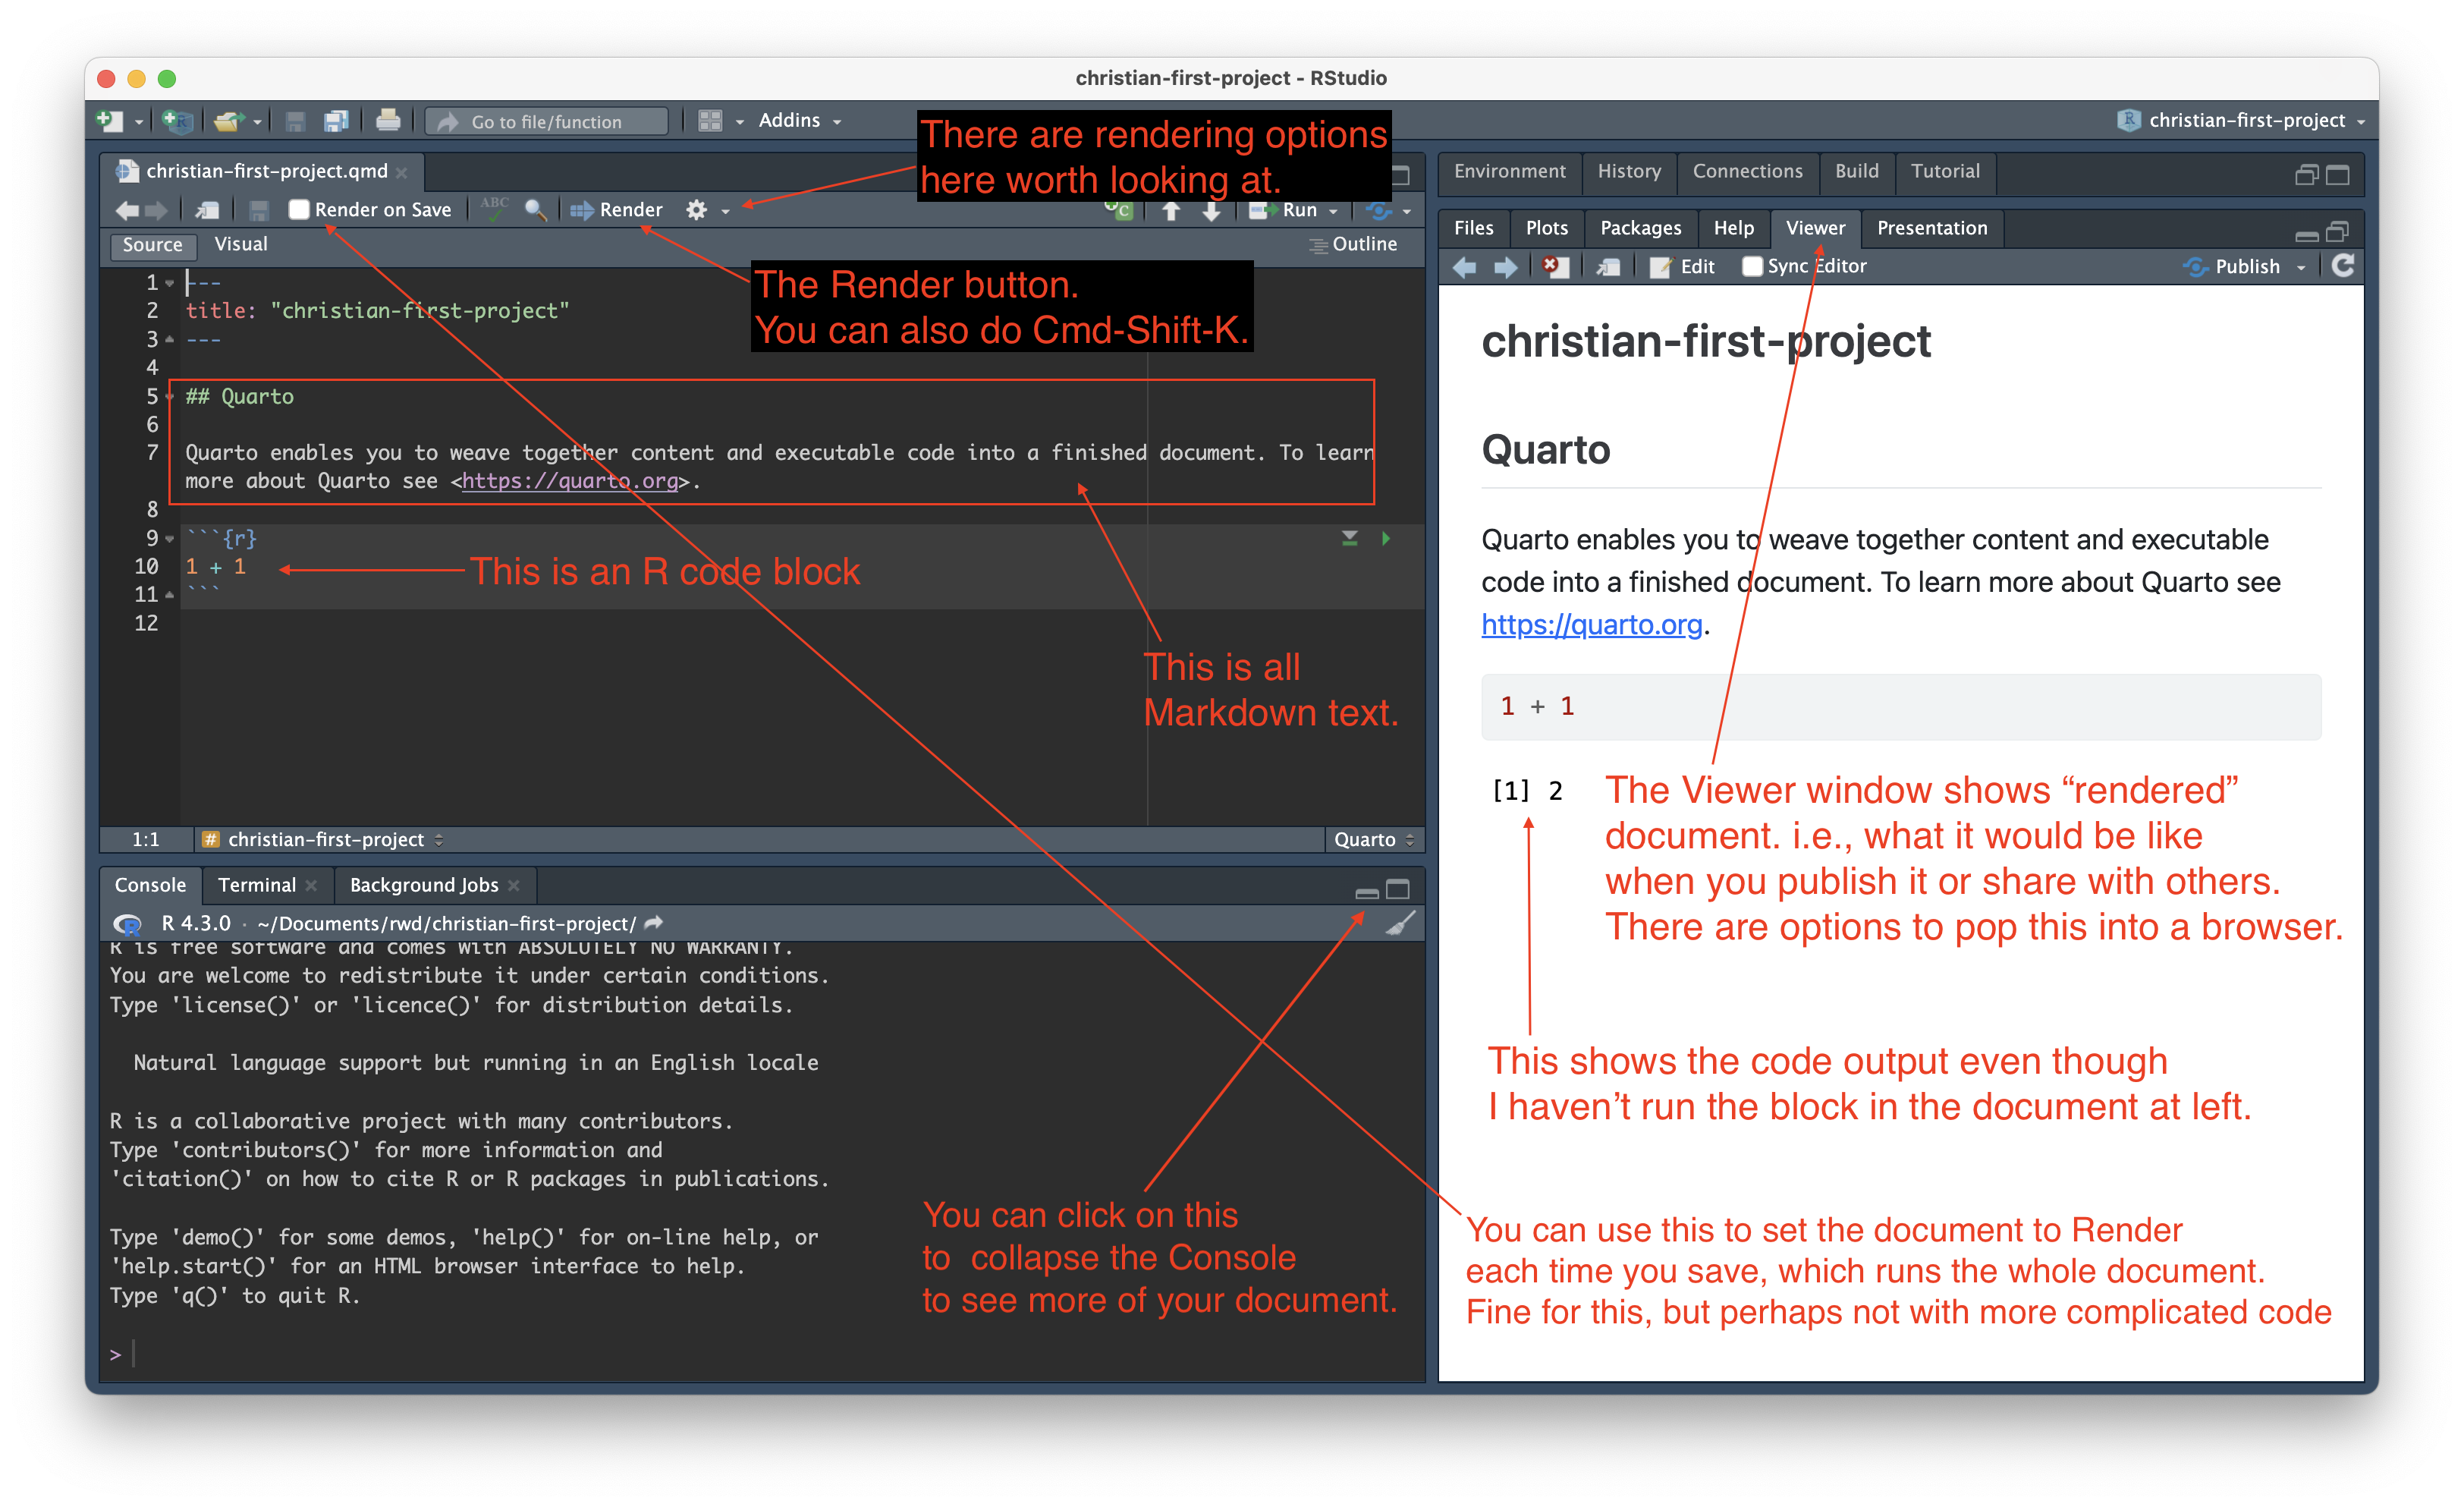 christian-first-project - RStudio
Go to file/function
Addins
christian-first-project
There are rendering options
here worth looking at.
christian-first-project.qmd
Render on Save
ABC
Render
C
Run
Source
Visual
Outline
The Render button.
You can also do Cmd-Shift-K.
1 ---
2 title: "christian-first-project"
3 ---
4
5 ## Quarto
6
7 Quarto enables you to weave together content and executable code into a finished document. To learn
more about Quarto see <https://quarto.org>.
8
9 ```{r}
10 1 + 1
11 ```
12
This is an R code block
This is all
Markdown text.
1:1
# christian-first-project
Quarto
Console
Terminal
Background Jobs
R 4.3.0 · ~/Documents/rwd/christian-first-project/
R is free software and comes with ABSOLUTELY NO WARRANTY.
You are welcome to redistribute it under certain conditions.
Type 'license()' or 'licence()' for distribution details.
Natural language support but running in an English locale
R is a collaborative project with many contributors.
Type 'contributors()' for more information and
'citation()' on how to cite R or R packages in publications.
Type 'demo()' for some demos, 'help()' for on-line help, or
'help.start()' for an HTML browser interface to help.
Type 'q()' to quit R.
>
You can click on this
to collapse the Console
to see more of your document.
Environment
History
Connections
Build
Tutorial
Files
Plots
Packages
Help
Viewer
Presentation
Edit
Sync Editor
Publish
christian-first-project
Quarto
Quarto enables you to weave together content and executable
code into a finished document. To learn more about Quarto see
https://quarto.org.
1 + 1
[1] 2
The Viewer window shows “rendered”
document. i.e., what it would be like
when you publish it or share with others.
There are options to pop this into a browser.
This shows the code output even though
I haven’t run the block in the document at left.
You can use this to set the document to Render
each time you save, which runs the whole document.
Fine for this, but perhaps not with more complicated code